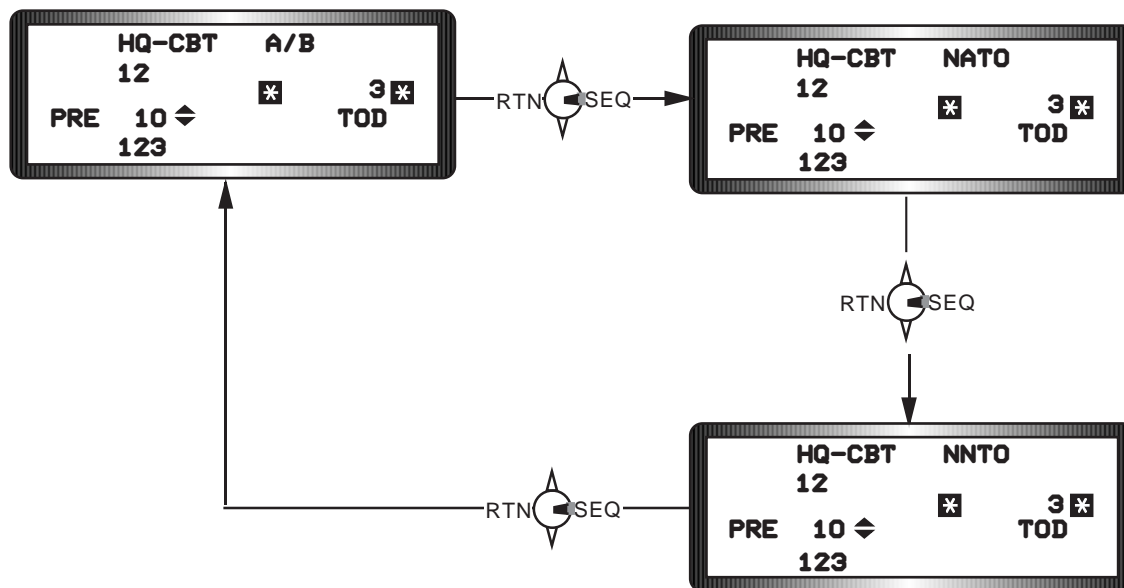 HQ-CBT A/B
12
* 3 *
PRE 10 TOD
123
RTN SEQ
HQ-CBT NATO
12
* 3 *
PRE 10 TOD
123
RTN SEQ
HQ-CBT NNTO
12
* 3 *
PRE 10 TOD
123
RTN SEQ